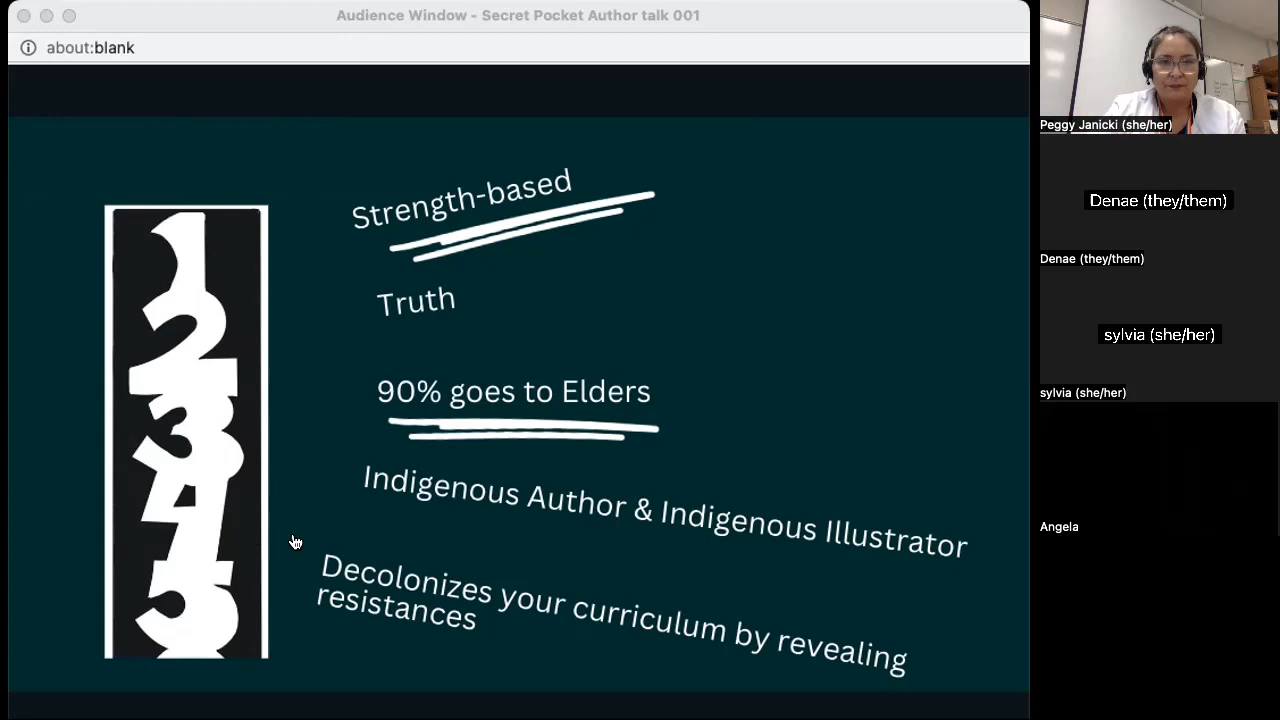 Audience Window - Secret Pocket Author talk 001
about:blank
1
2
3
4
5
Strength-based
Truth
90% goes to Elders
Indigenous Author & Indigenous Illustrator
Decolonizes your curriculum by revealing
resistances
Peggy Janicki (she/her)
Denae (they/them)
Denae (they/them)
sylvia (she/her)
sylvia (she/her)
Angela